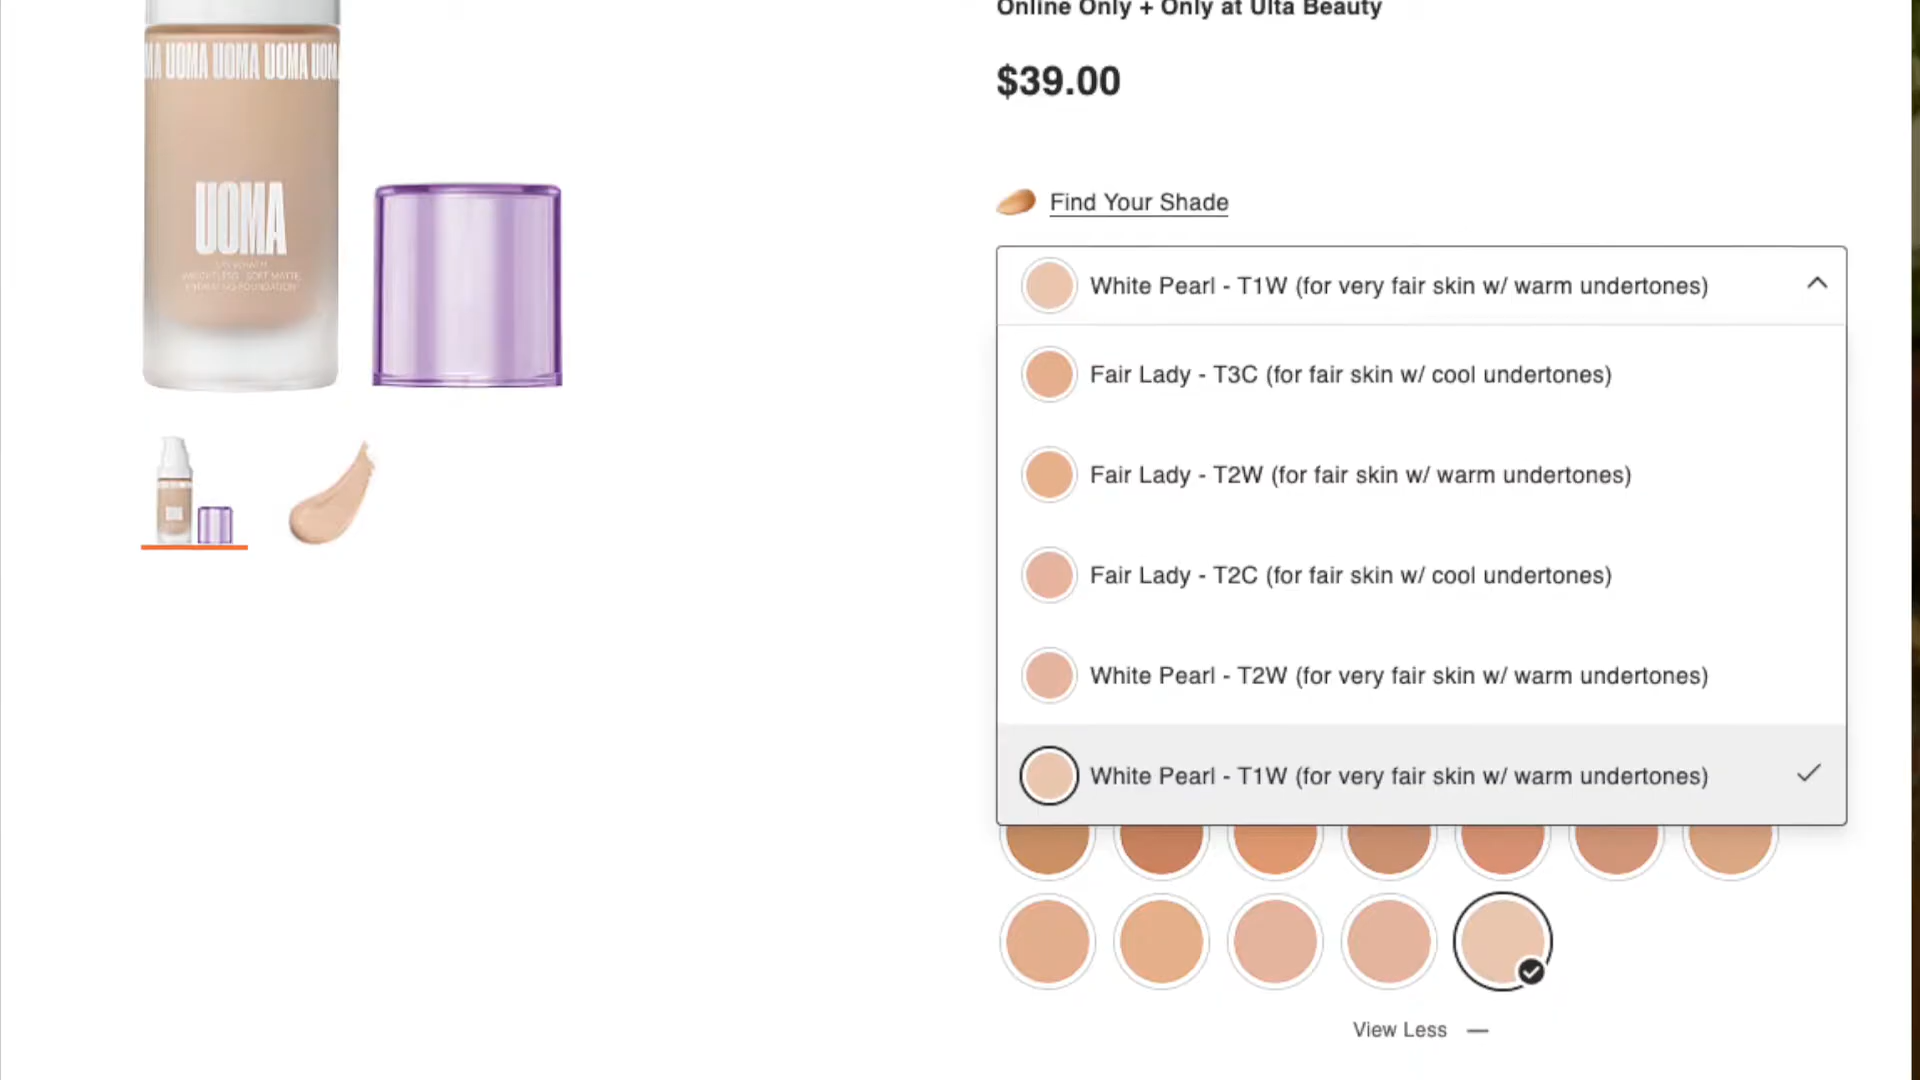 Online Only + Only at Ulta Beauty
$39.00
MA UOMA UOMA UOMA UOM
UOMA
Find Your Shade
White Pearl - T1W (for very fair skin w/ warm undertones)
Fair Lady - T3C (for fair skin w/ cool undertones)
Fair Lady - T2W (for fair skin w/ warm undertones)
Fair Lady - T2C (for fair skin w/ cool undertones)
White Pearl - T2W (for very fair skin w/ warm undertones)
White Pearl - T1W (for very fair skin w/ warm undertones)
View Less